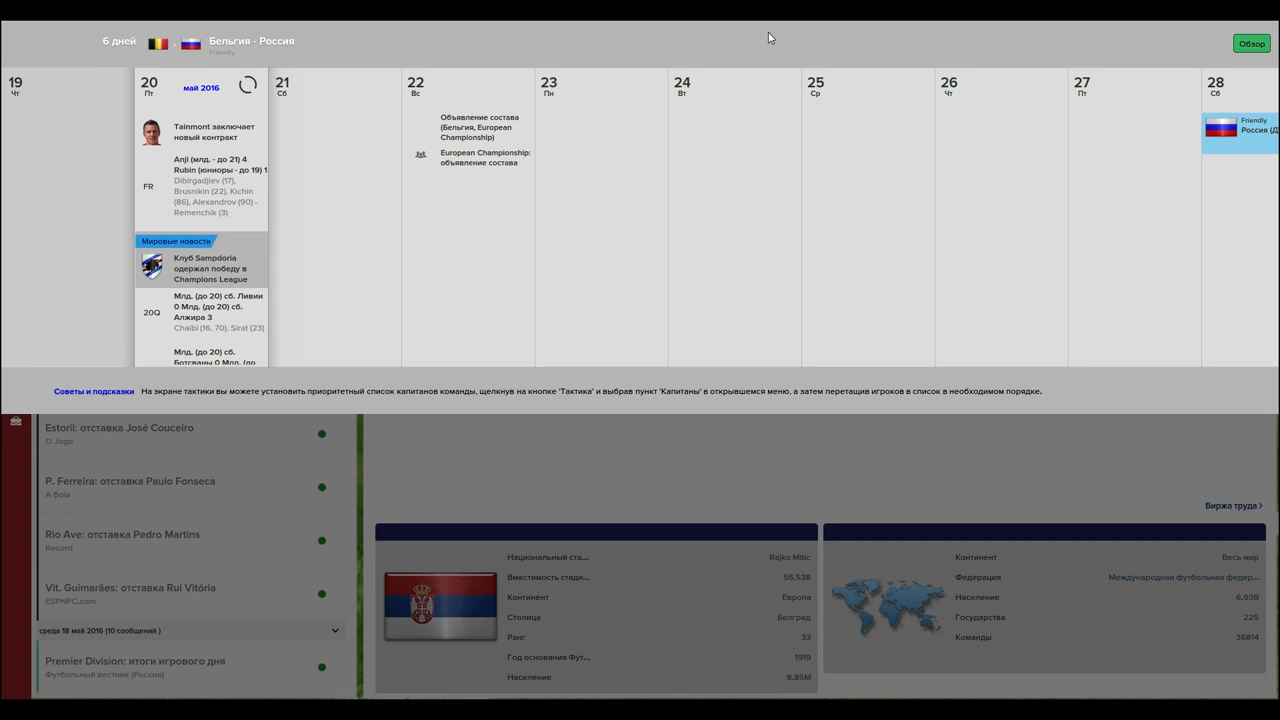 6 дней
Бельгия - Россия
Friendly
Обзор
19
Чт
20
Пт
май 2016
21
Сб
22
Вс
23
Пн
24
Вт
25
Ср
26
Чт
27
Пт
28
Сб
Tainmont заключает
новый контракт
FR
Anji (млд. - до 21) 4
Rubin (юниоры - до 19) 1
Dibirgadjiev (17),
Brusnikin (22), Kichin
(86), Alexandrov (90) -
Remenchik (3)
Мировые новости
Клуб Sampdoria
одержал победу в
Champions League
20Q
Млд. (до 20) сб. Ливии
0 Млд. (до 20) сб.
Алжира 3
Chaibi (16, 70), Sirat (23)
Млд. (до 20) сб.
Ботсваны 0 Млд. (до
Объявление состава
(Бельгия, European
Championship)
European Championship:
объявление состава
Friendly
Россия (Д
Советы и подсказки На экране тактики вы можете установить приоритетный список капитанов команды, щелкнув на кнопке 'Тактика' и выбрав пункт 'Капитаны' в открывшемся меню, а затем перетащив игроков в список в необходимом порядке.
Estoril: отставка José Couceiro
O Jogo
P. Ferreira: отставка Paulo Fonseca
A Bola
Rio Ave: отставка Pedro Martins
Record
Vit. Guimarães: отставка Rui Vitória
ESPNFC.com
среда 18 май 2016 (10 сообщений )
Premier Division: итоги игрового дня
Футбольный вестник (Россия)
Биржа труда
Национальный ста... Rajko Mitic
Вместимость стади... 55,538
Континент Европа
Столица Белград
Ранг 33
Год основания Фут... 1919
Население 8.85M
Континент Весь мир
Федерация Международная футбольная федер...
Население 6.93B
Государства 225
Команды 36814